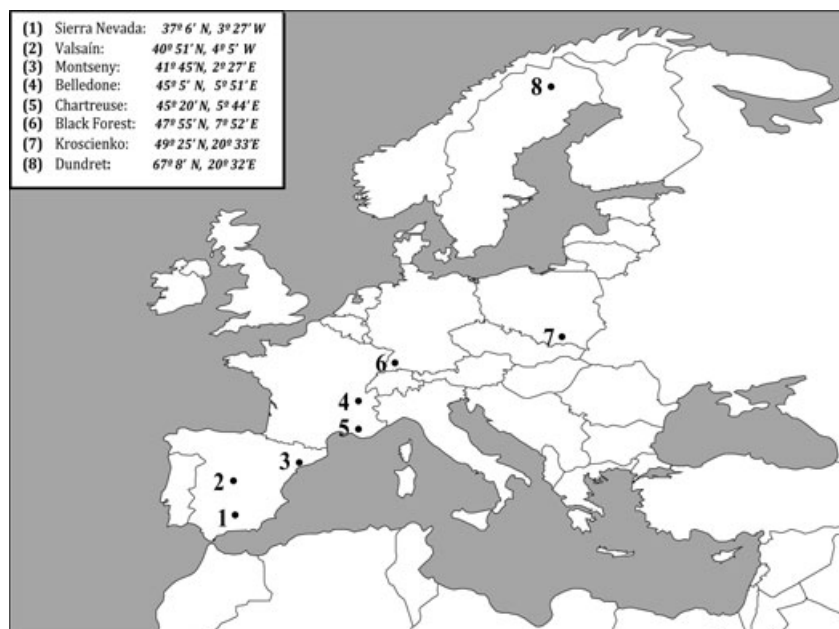 (1) Sierra Nevada: 37º 6' N, 3º 27' W
(2) Valsaín: 40º 51' N, 4º 5' W
(3) Montseny: 41º 45'N, 2º 27'E
(4) Belledone: 45º 5' N, 5º 51'E
(5) Chartreuse: 45º 20' N, 5º 44' E
(6) Black Forest: 47º 55' N, 7º 52' E
(7) Kroscienko: 49º 25' N, 20º 33'E
(8) Dundret: 67º 8' N, 20º 32'E
8
7
6
4
5
3
2
1